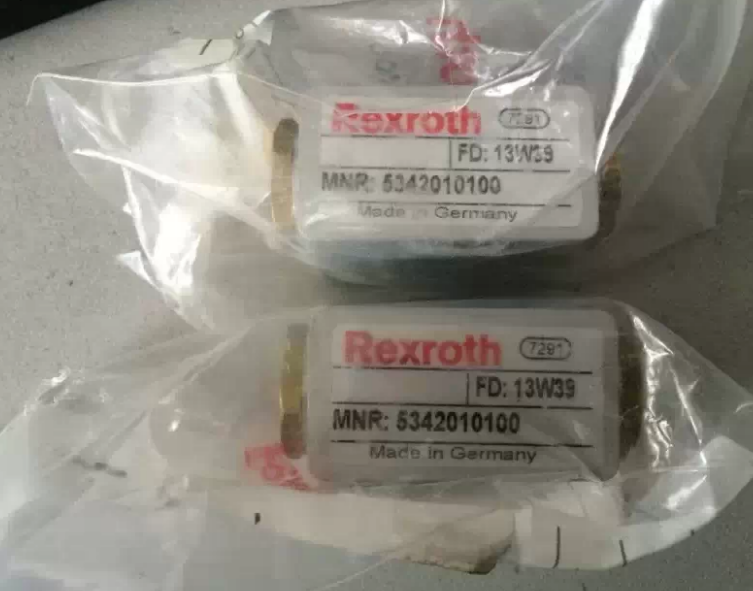 Rexroth 7291
FD: 13W39
MNR: 5342010100
Made in Germany
Rexroth 7291
FD: 13W39
MNR: 5342010100
Made in Germany